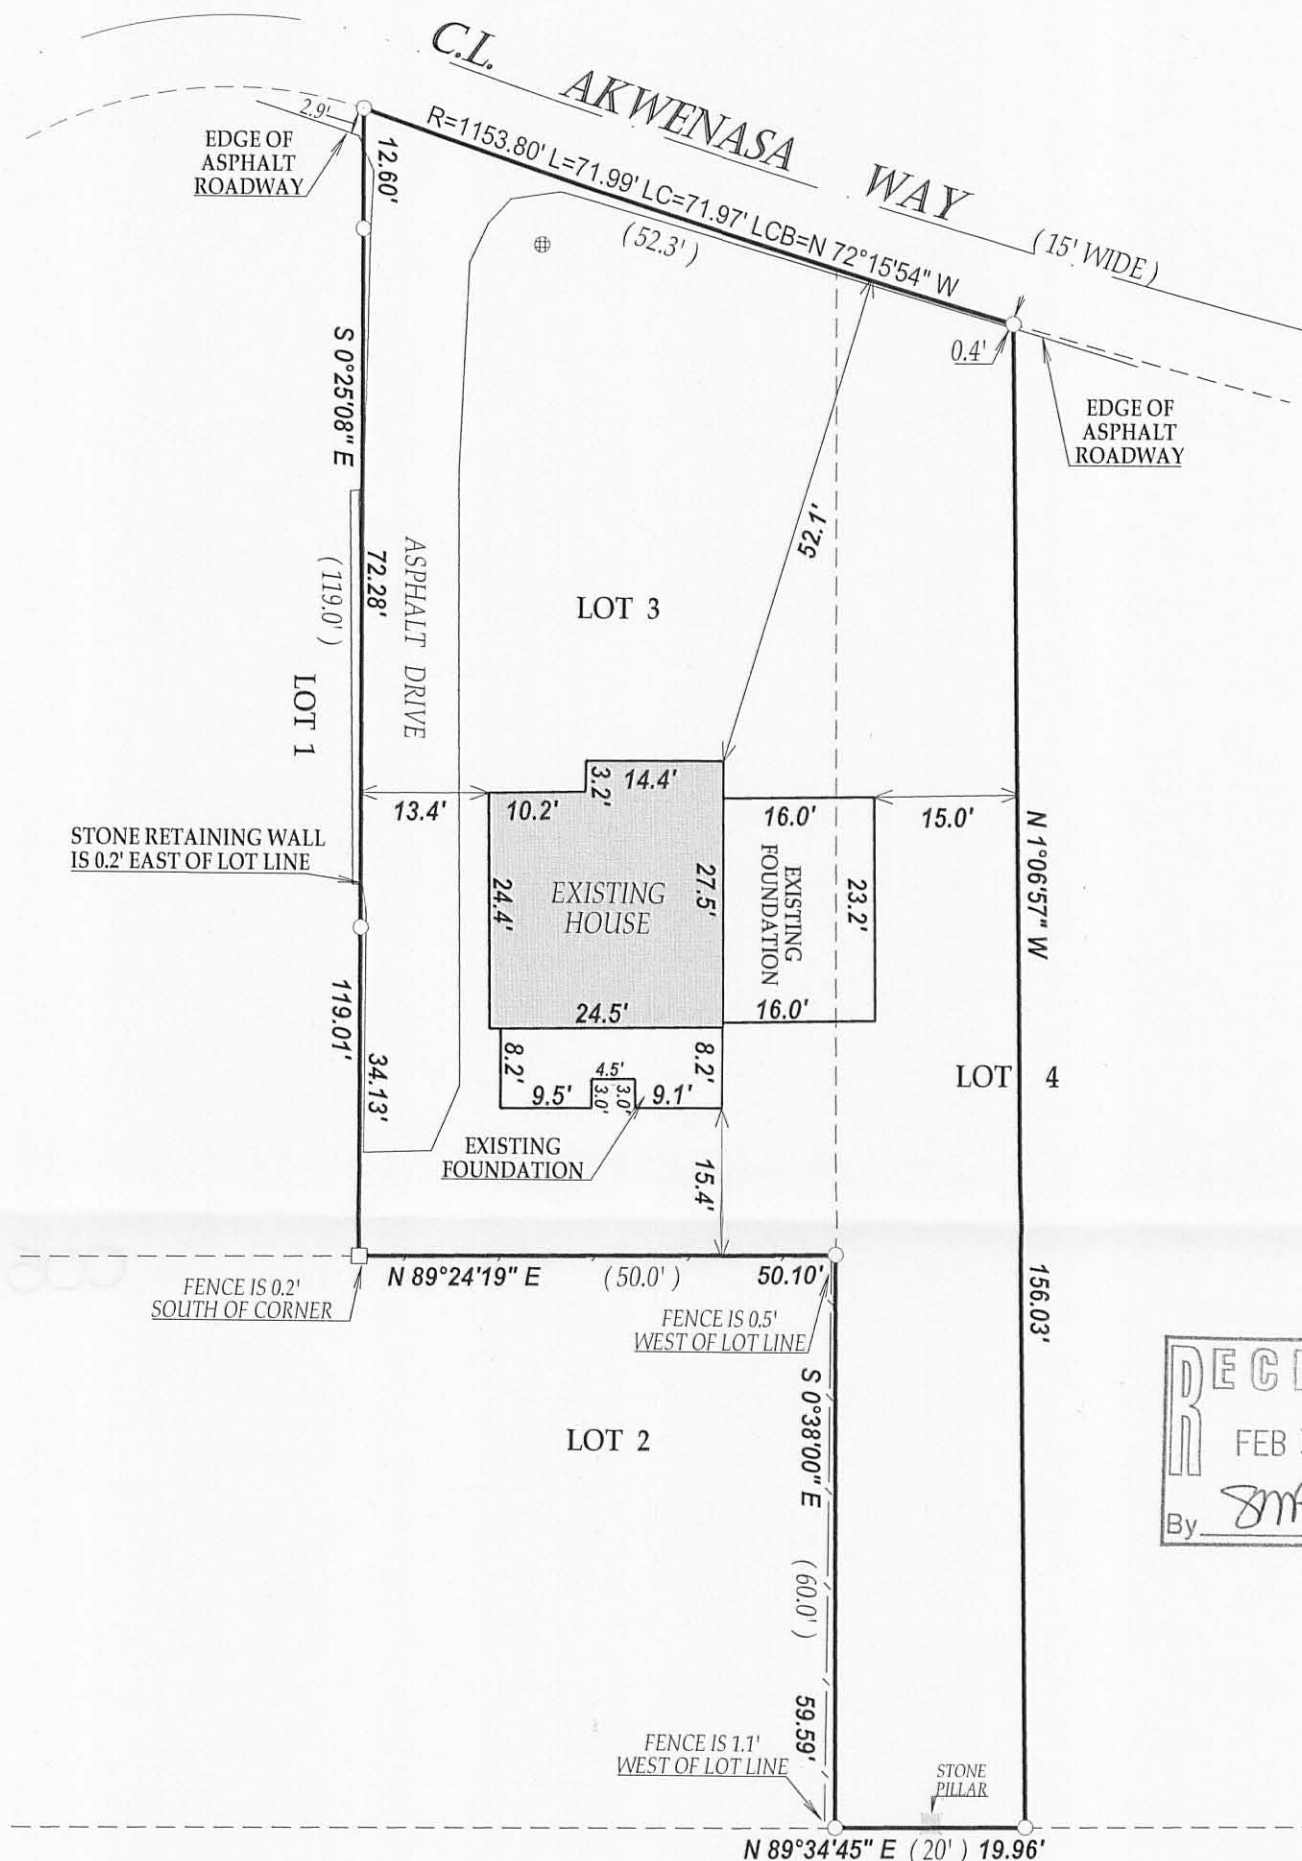 C.L. AKWENASA WAY
(15' WIDE)
2.9'
EDGE OF
ASPHALT
ROADWAY
12.60'
R=1153.80' L=71.99' LC=71.97' LCB=N 72°15'54" W
(52.3')
0.4'
EDGE OF
ASPHALT
ROADWAY
S 0°25'08" E
52.1'
72.28'
(119.0')
ASPHALT DRIVE
LOT 3
LOT 1
3.2'
14.4'
13.4'
10.2'
16.0'
15.0'
STONE RETAINING WALL
IS 0.2' EAST OF LOT LINE
24.4'
EXISTING
HOUSE
27.5'
EXISTING
FOUNDATION
23.2'
N 1°06'57" W
24.5'
16.0'
119.01'
34.13'
8.2'
4.5'
8.2'
9.5'
3.0'
3.0'
9.1'
LOT 4
EXISTING
FOUNDATION
15.4'
N 89°24'19" E
(50.0')
50.10'
FENCE IS 0.2'
SOUTH OF CORNER
FENCE IS 0.5'
WEST OF LOT LINE
156.03'
S 0°38'00" E
LOT 2
FEB
By
(60.0')
59.59'
FENCE IS 1.1'
WEST OF LOT LINE
STONE
PILLAR
N 89°34'45" E (20') 19.96'